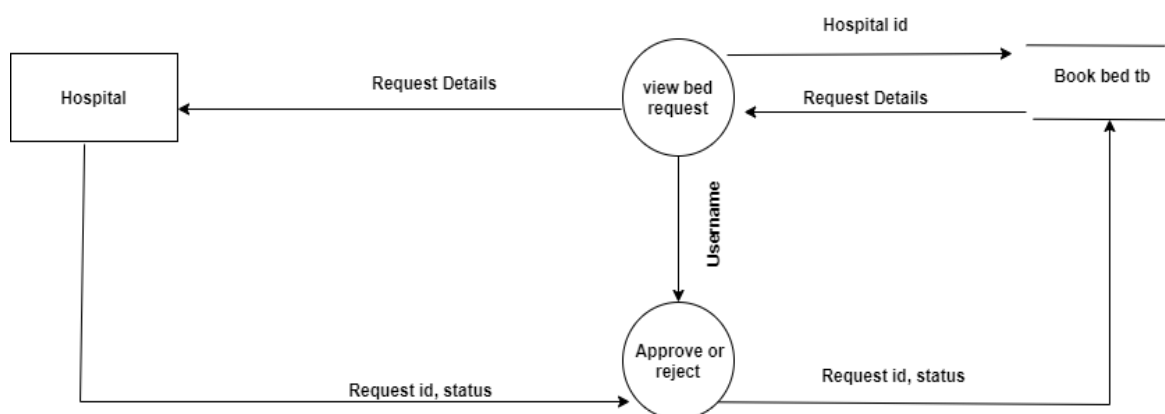 Hospital id
Hospital
Request Details
view bed
request
Request Details
Book bed tb
Username
Approve or
reject
Request id, status
Request id, status